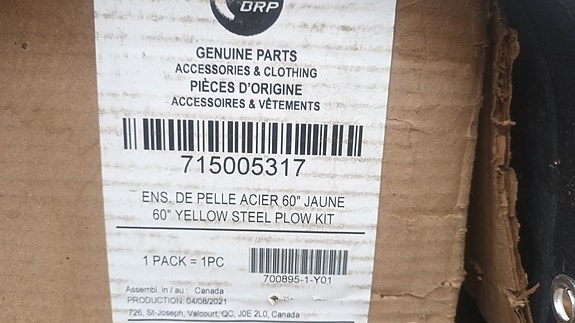 GENUINE PARTS
ACCESSORIES & CLOTHING
PIÈCES D'ORIGINE
ACCESSOIRES & VÊTEMENTS
715005317
ENS. DE PELLE ACIER 60" JAUNE
60" YELLOW STEEL PLOW KIT
1 PACK = 1PC
700895-1-Y01
Assembl. in / au : Canada
PRODUCTION: 04/08/2021
726, St-Joseph, Valcourt, QC, J0E 2L0, Canada